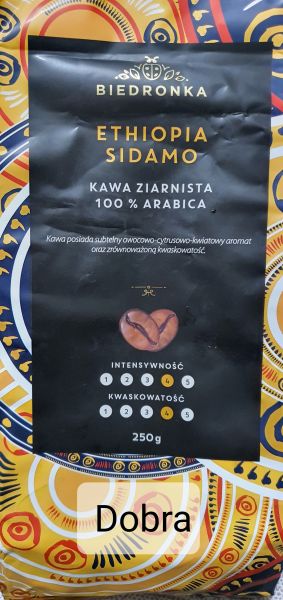 BIEDRONKA
ETHIOPIA
SIDAMO
KAWA ZIARNISTA
100 % ARABICA
Kawa posiada subtelny owocowo-cytrusowo-kwiatowy aromat
oraz zrównoważoną kwaskowatość.
INTENSYWNOŚĆ
1 2 3 4 5
KWASKOWATOŚĆ
1 2 3 4 5
250g
Dobra